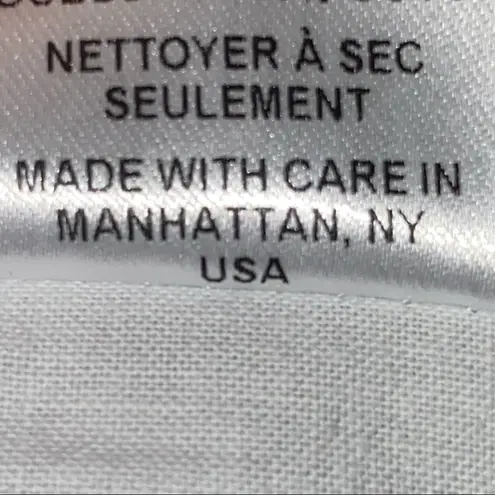 NETTOYER À SEC
SEULEMENT
MADE WITH CARE IN
MANHATTAN, NY
USA